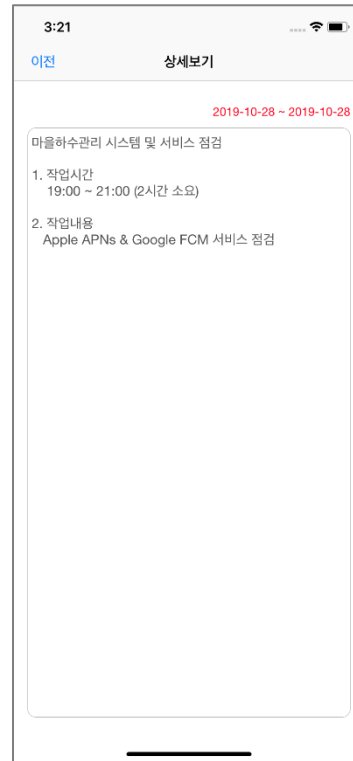 3:21
이전
상세보기
2019-10-28 ~ 2019-10-28
마을하수관리 시스템 및 서비스 점검
1. 작업시간
19:00 ~ 21:00 (2시간 소요)
2. 작업내용
Apple APNs & Google FCM 서비스 점검